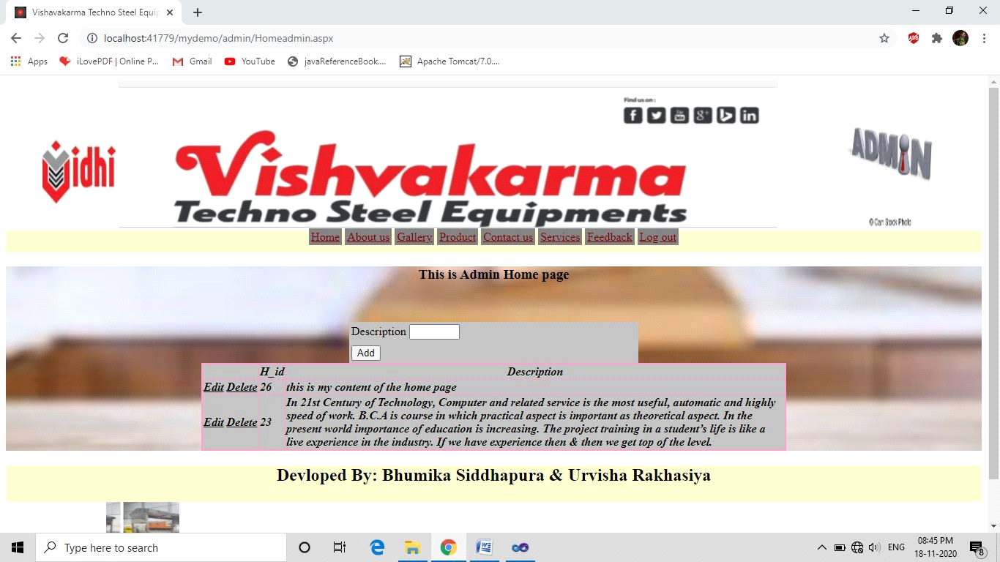 Vishavakarma Techno Steel Equip
localhost:41779/mydemo/admin/Homeadmin.aspx
ABP
Apps iLovePDF | Online P... Gmail YouTube javaReferenceBook.... Apache Tomcat/7.0....
Find us on :
idhi
Vishvakarma
Techno Steel Equipments
ADMIN
© Can Stock Photo
Home About us Gallery Product Contact us Services Feedback Log out
This is Admin Home page
Description
Add
H_id Description
Edit Delete 26 this is my content of the home page
Edit Delete 23 In 21st Century of Technology, Computer and related service is the most useful, automatic and highly
speed of work. B.C.A is course in which practical aspect is important as theoretical aspect. In the
present world importance of education is increasing. The project training in a student’s life is like a
live experience in the industry. If we have experience then & then we get top of the level.
Devloped By: Bhumika Siddhapura & Urvisha Rakhasiya
Type here to search
ENG
08:45 PM
18-11-2020
8